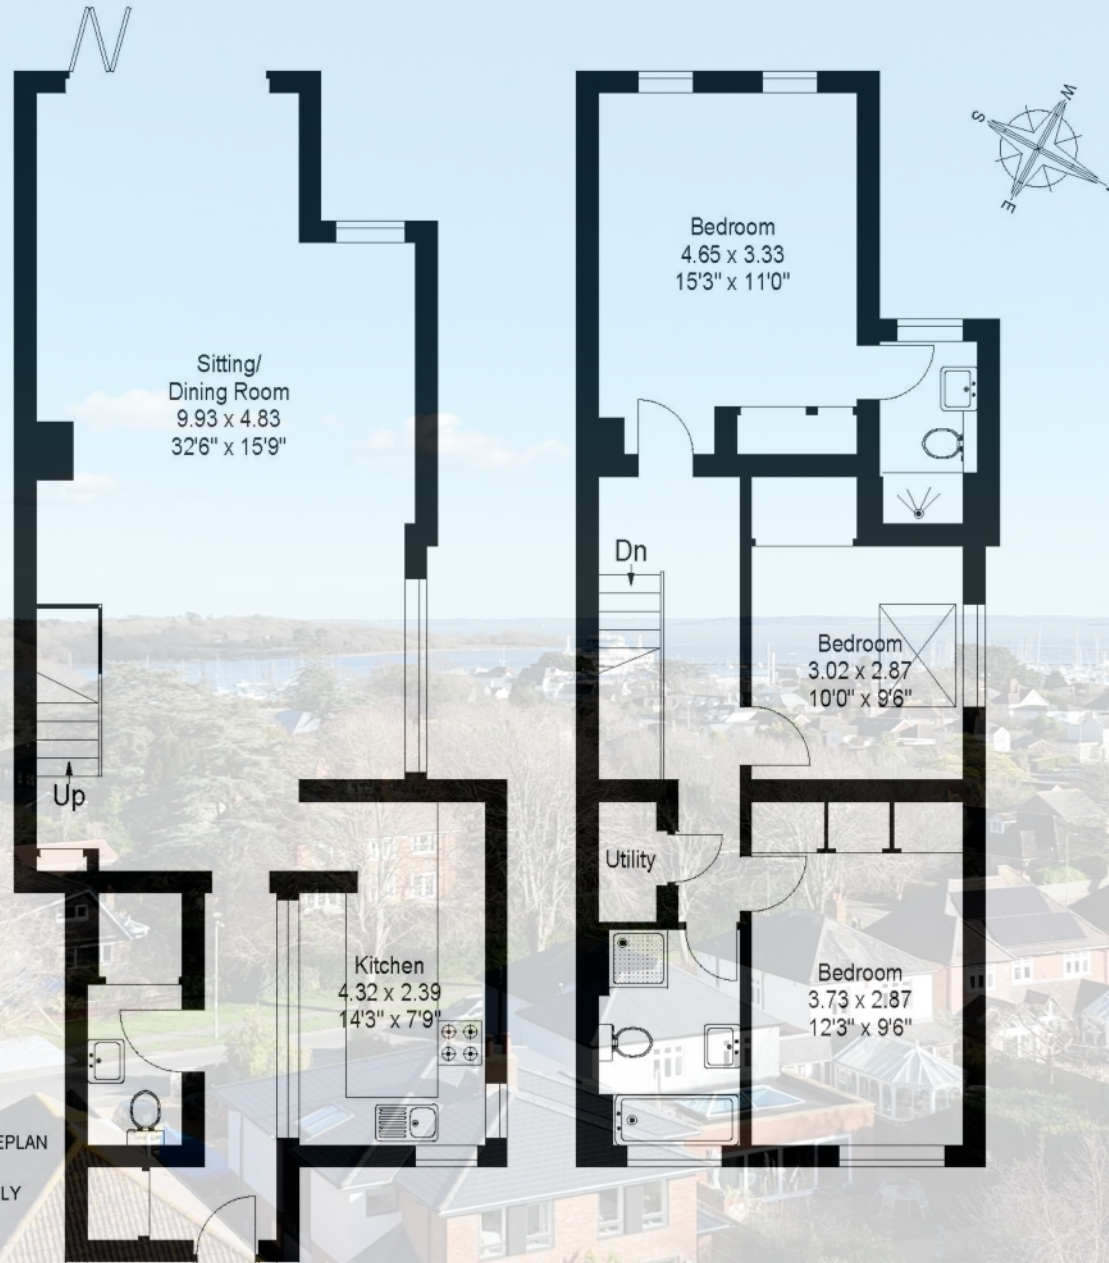 Sitting/
Dining Room
9.93 x 4.83
32'6" x 15'9"
Up
Kitchen
4.32 x 2.39
14'3" x 7'9"
EPLAN
LY
Bedroom
4.65 x 3.33
15'3" x 11'0"
W
S
E
Dn
Bedroom
3.02 x 2.87
10'0" x 9'6"
Utility
Bedroom
3.73 x 2.87
12'3" x 9'6"